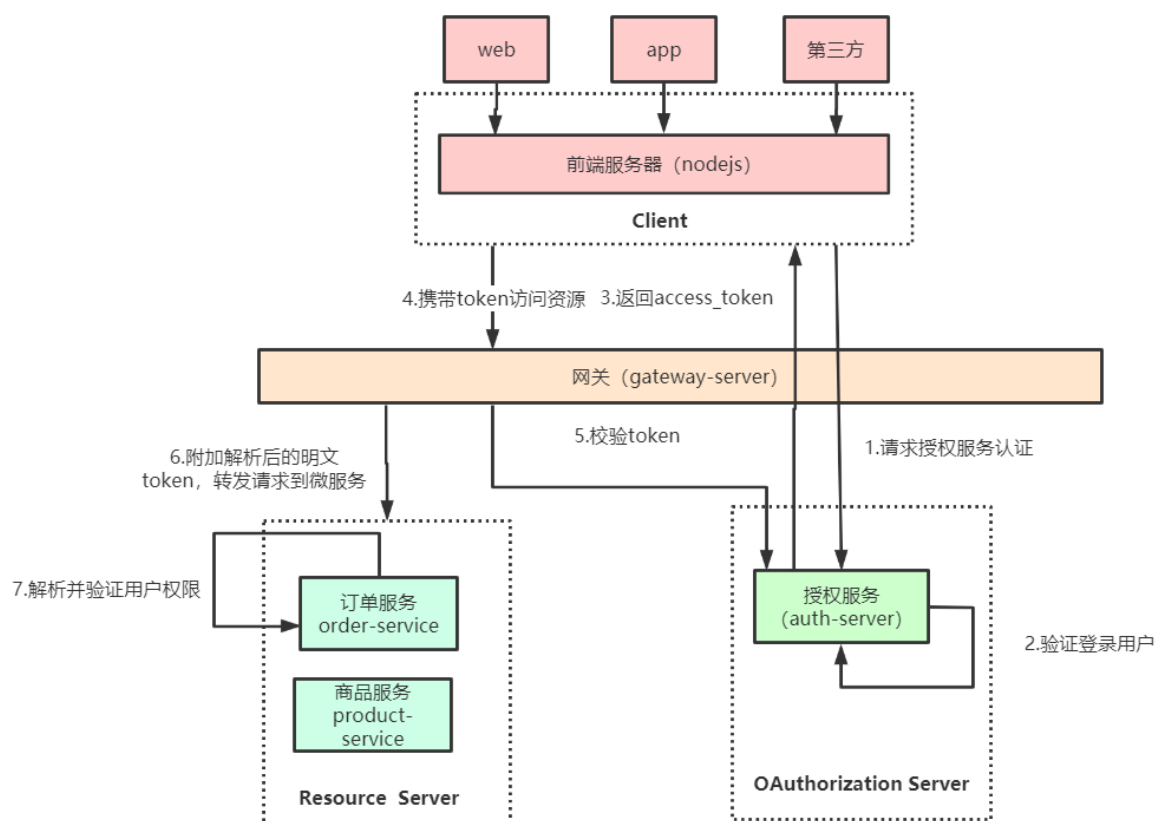 web
app
第三方
前端服务器（nodejs）
Client
4.携带token访问资源
3.返回access_token
网关（gateway-server）
5.校验token
1.请求授权服务认证
6.附加解析后的明文
token，转发请求到微服务
7.解析并验证用户权限
订单服务
order-service
商品服务
product-
service
Resource Server
授权服务
（auth-server）
2.验证登录用户
OAuthorization Server